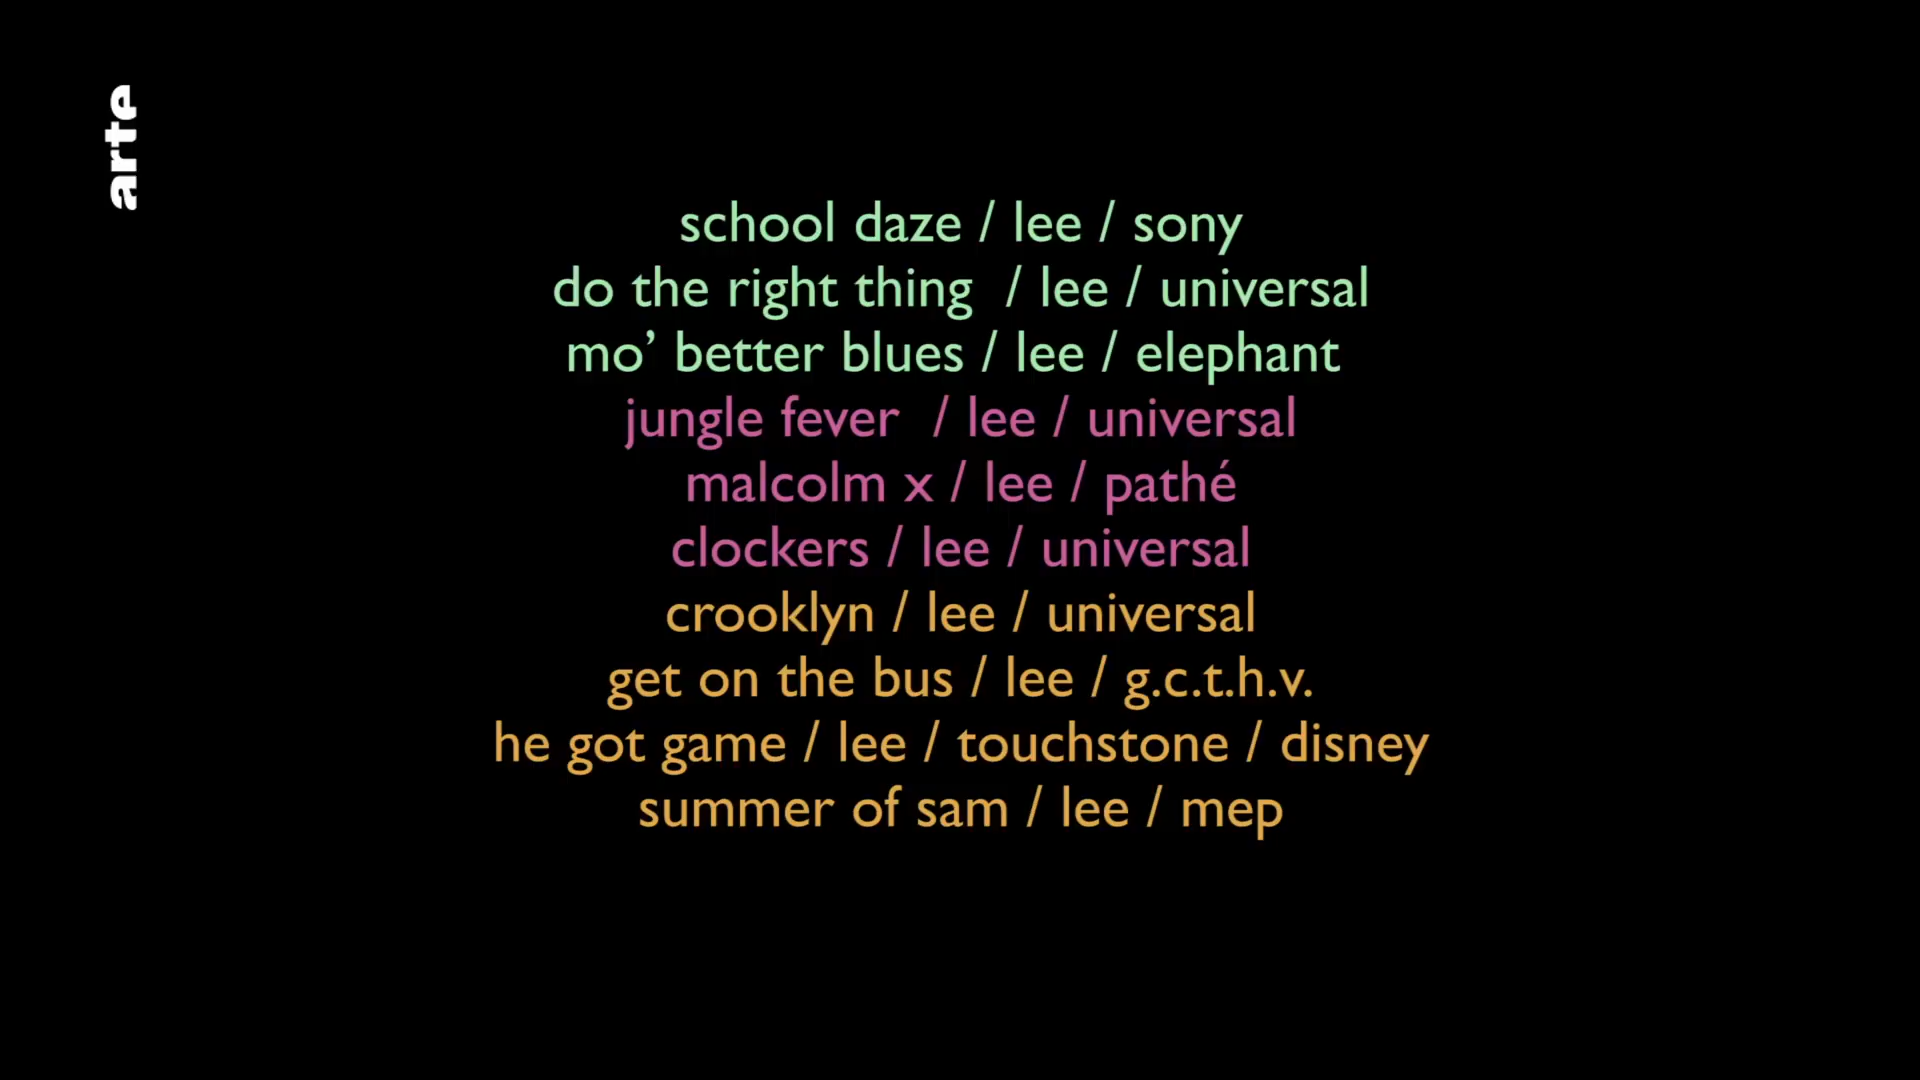 arte
school daze / lee / sony
do the right thing / lee / universal
mo’ better blues / lee / elephant
jungle fever / lee / universal
malcolm x / lee / pathé
clockers / lee / universal
crooklyn / lee / universal
get on the bus / lee / g.c.t.h.v.
he got game / lee / touchstone / disney
summer of sam / lee / mep